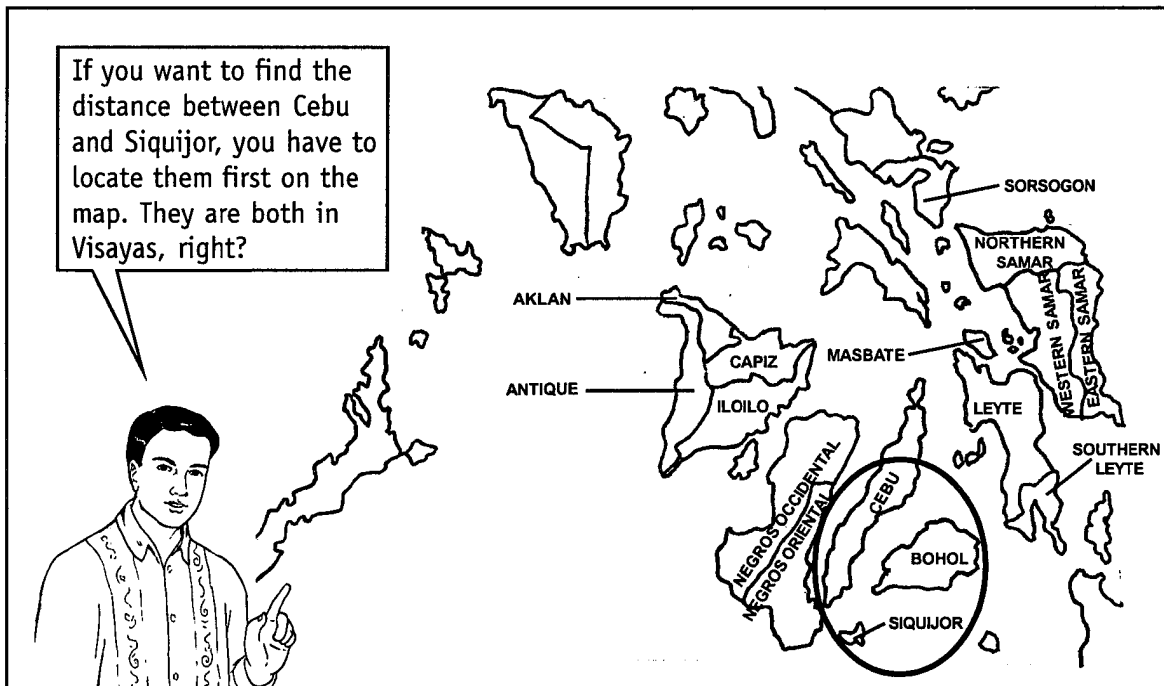 If you want to find the
distance between Cebu
and Siquijor, you have to
locate them first on the
map. They are both in
Visayas, right?
SORSOGON
NORTHERN
SAMAR
WESTERN SAMAR
EASTERN SAMAR
AKLAN
CAPIZ
MASBATE
ANTIQUE
ILOILO
LEYTE
SOUTHERN
LEYTE
NEGROS OCCIDENTAL
NEGROS ORIENTAL
CEBU
BOHOL
SIQUIJOR